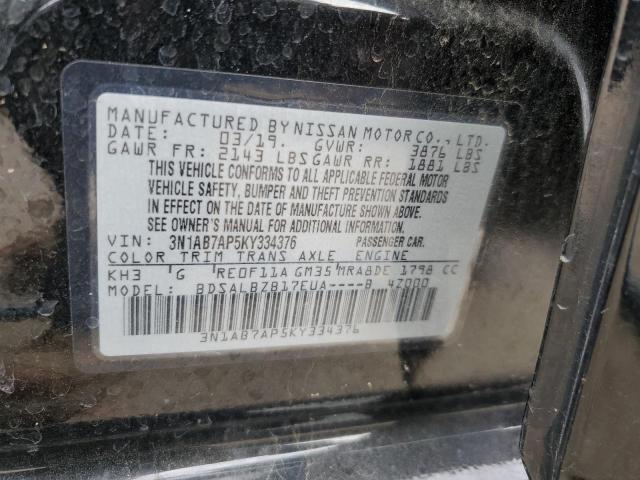 MANUFACTURED BY NISSAN MOTOR CO., LTD.
DATE: 03/19. GVWR: 3876 LBS
GAWR FR: 2143 LBS GAWR RR: 1881 LBS
THIS VEHICLE CONFORMS TO ALL APPLICABLE FEDERAL MOTOR
VEHICLE SAFETY, BUMPER AND THEFT PREVENTION STANDARDS
IN EFFECT ON THE DATE OF MANUFACTURE SHOWN ABOVE.
SEE OWNER'S MANUAL FOR ADDITIONAL INFORMATION.
VIN: 3N1AB7AP5KY334376 PASSENGER CAR.
COLOR TRIM TRANS AXLE ENGINE
KH3 'G RE0F11A GM35 MRA8DE 1798 CC
MODEL: BDSALBZB17EUA----B 4Z000
3N1AB7AP5KY334376